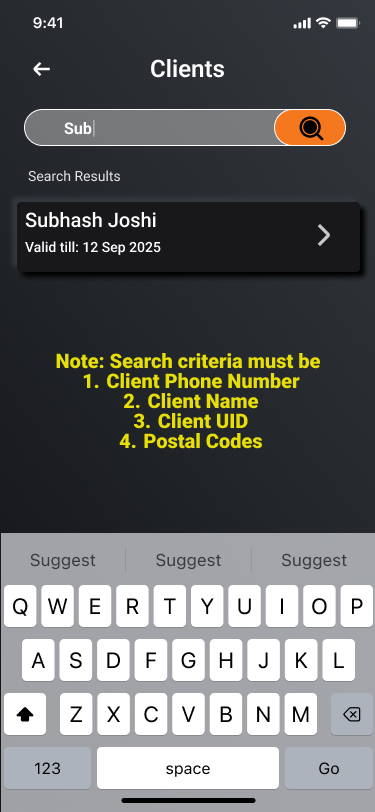 9:41
Clients
Sub
Search Results
Subhash Joshi
Valid till: 12 Sep 2025
Note: Search criteria must be
1. Client Phone Number
2. Client Name
3. Client UID
4. Postal Codes
Suggest Suggest Suggest
Q W E R T Y U I O P
A S D F G H J K L
Z X C V B N M
123 space Go